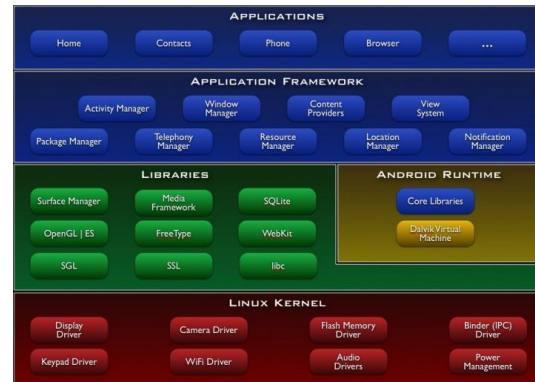 APPLICATIONS
Home
Contacts
Phone
Browser
...
APPLICATION FRAMEWORK
Activity Manager
Window
Manager
Content
Providers
View
System
Package Manager
Telephony
Manager
Resource
Manager
Location
Manager
Notification
Manager
LIBRARIES
Surface Manager
Media
Framework
SQLite
OpenGL | ES
FreeType
WebKit
SGL
SSL
libc
ANDROID RUNTIME
Core Libraries
Dalvik Virtual
Machine
LINUX KERNEL
Display
Driver
Camera Driver
Flash Memory
Driver
Binder (IPC)
Driver
Keypad Driver
WiFi Driver
Audio
Drivers
Power
Management